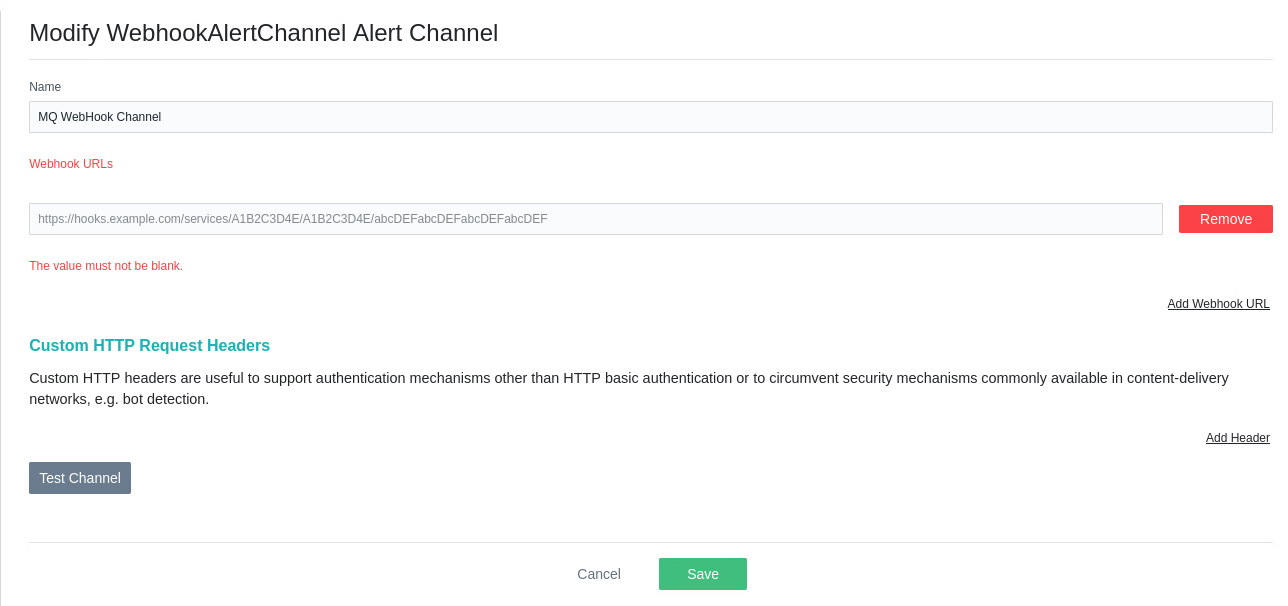 Modify WebhookAlertChannel Alert Channel
Name
MQ WebHook Channel
Webhook URLs
https://hooks.example.com/services/A1B2C3D4E/A1B2C3D4E/abcDEFabcDEFabcDEFabcDEF
Remove
The value must not be blank.
Add Webhook URL
Custom HTTP Request Headers
Custom HTTP headers are useful to support authentication mechanisms other than HTTP basic authentication or to circumvent security mechanisms commonly available in content-delivery
networks, e.g. bot detection.
Add Header
Test Channel
Cancel
Save